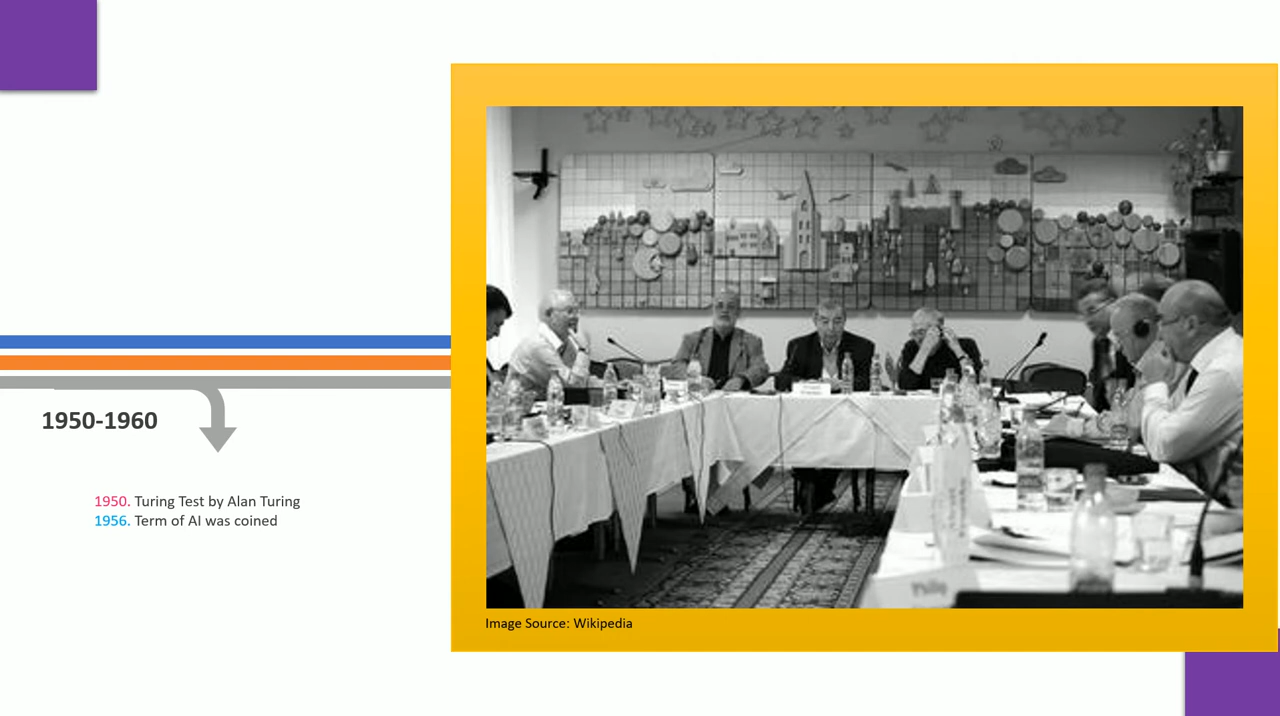 1950-1960
1950. Turing Test by Alan Turing
1956. Term of AI was coined
Image Source: Wikipedia